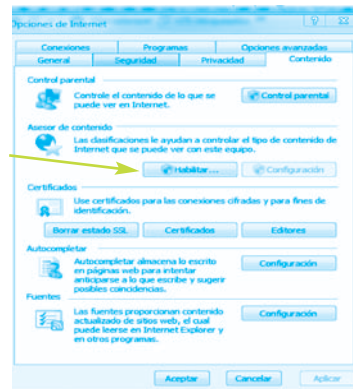 Opciones de Internet
Conexiones Programas Opciones avanzadas
General Seguridad Privacidad Contenido
Control parental
Controle el contenido de lo que se
puede ver en Internet.
Control parental
Asesor de contenido
Las clasificaciones le ayudan a controlar el tipo de contenido de
Internet que se puede ver con este equipo.
Habilitar... Configuración
Certificados
Use certificados para las conexiones cifradas y para fines de
identificación.
Borrar estado SSL Certificados Editores
Autocompletar
Autocompletar almacena lo escrito
en páginas web para intentar
anticiparse a lo que escribe y sugerir
posibles coincidencias.
Configuración
Fuentes
Las fuentes proporcionan contenido
actualizado de sitios web, el cual
puede leerse en Internet Explorer y
en otros programas.
Configuración
Aceptar Cancelar Aplicar